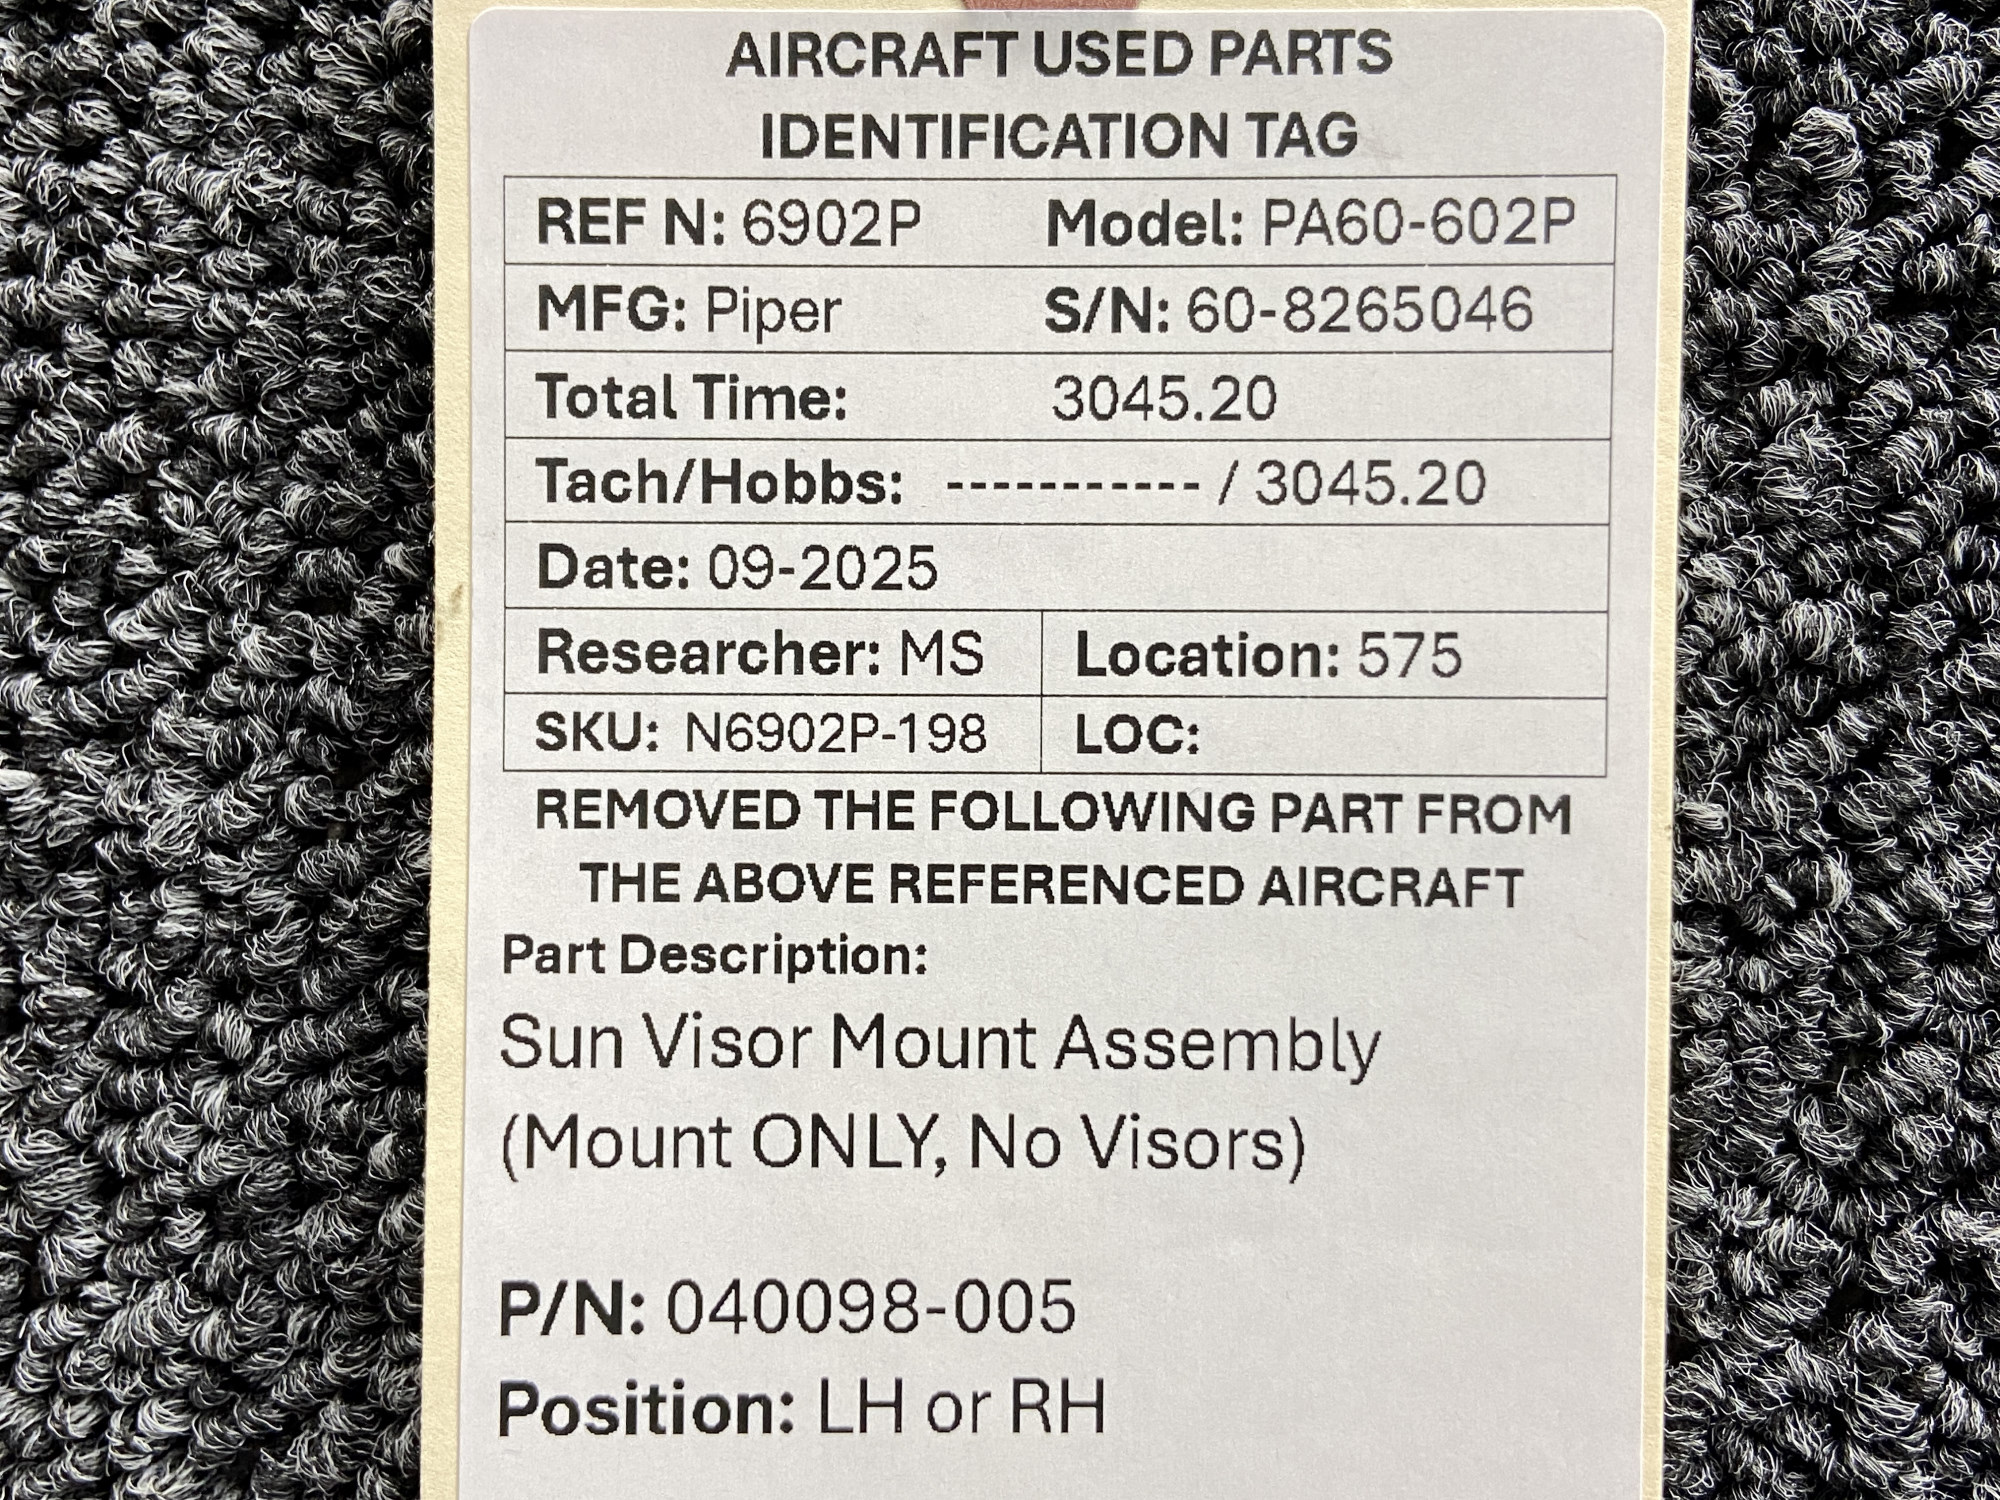 AIRCRAFT USED PARTS
IDENTIFICATION TAG
REF N: 6902P Model: PA60-602P
MFG: Piper S/N: 60-8265046
Total Time: 3045.20
Tach/Hobbs: ----------- / 3045.20
Date: 09-2025
Researcher: MS Location: 575
SKU: N6902P-198 LOC:
REMOVED THE FOLLOWING PART FROM
THE ABOVE REFERENCED AIRCRAFT
Part Description:
Sun Visor Mount Assembly
(Mount ONLY, No Visors)
P/N: 040098-005
Position: LH or RH